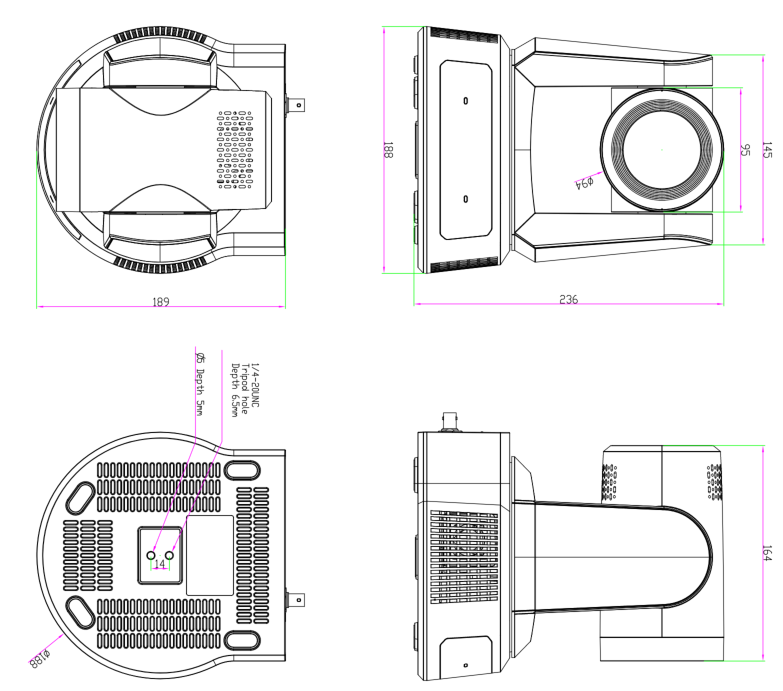 188
145
95
Ø94
189
236
1/4-20UNC
Tripod hole
Depth 6.5mm
Ø5 Depth 5mm
14
164
Ø188